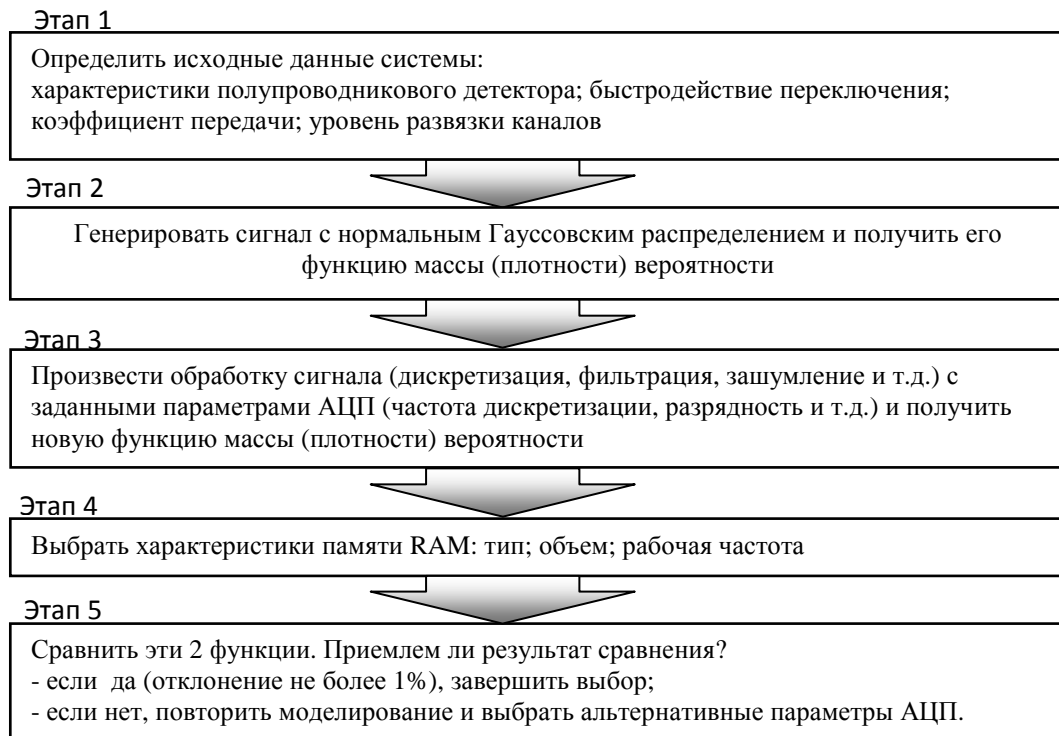 Этап 1
Определить исходные данные системы:
характеристики полупроводникового детектора; быстродействие переключения;
коэффициент передачи; уровень развязки каналов
Этап 2
Генерировать сигнал с нормальным Гауссовским распределением и получить его
функцию массы (плотности) вероятности
Этап 3
Произвести обработку сигнала (дискретизация, фильтрация, зашумление и т.д.) с
заданными параметрами АЦП (частота дискретизации, разрядность и т.д.) и получить
новую функцию массы (плотности) вероятности
Этап 4
Выбрать характеристики памяти RAM: тип; объем; рабочая частота
Этап 5
Сравнить эти 2 функции. Приемлем ли результат сравнения?
- если да (отклонение не более 1%), завершить выбор;
- если нет, повторить моделирование и выбрать альтернативные параметры АЦП.